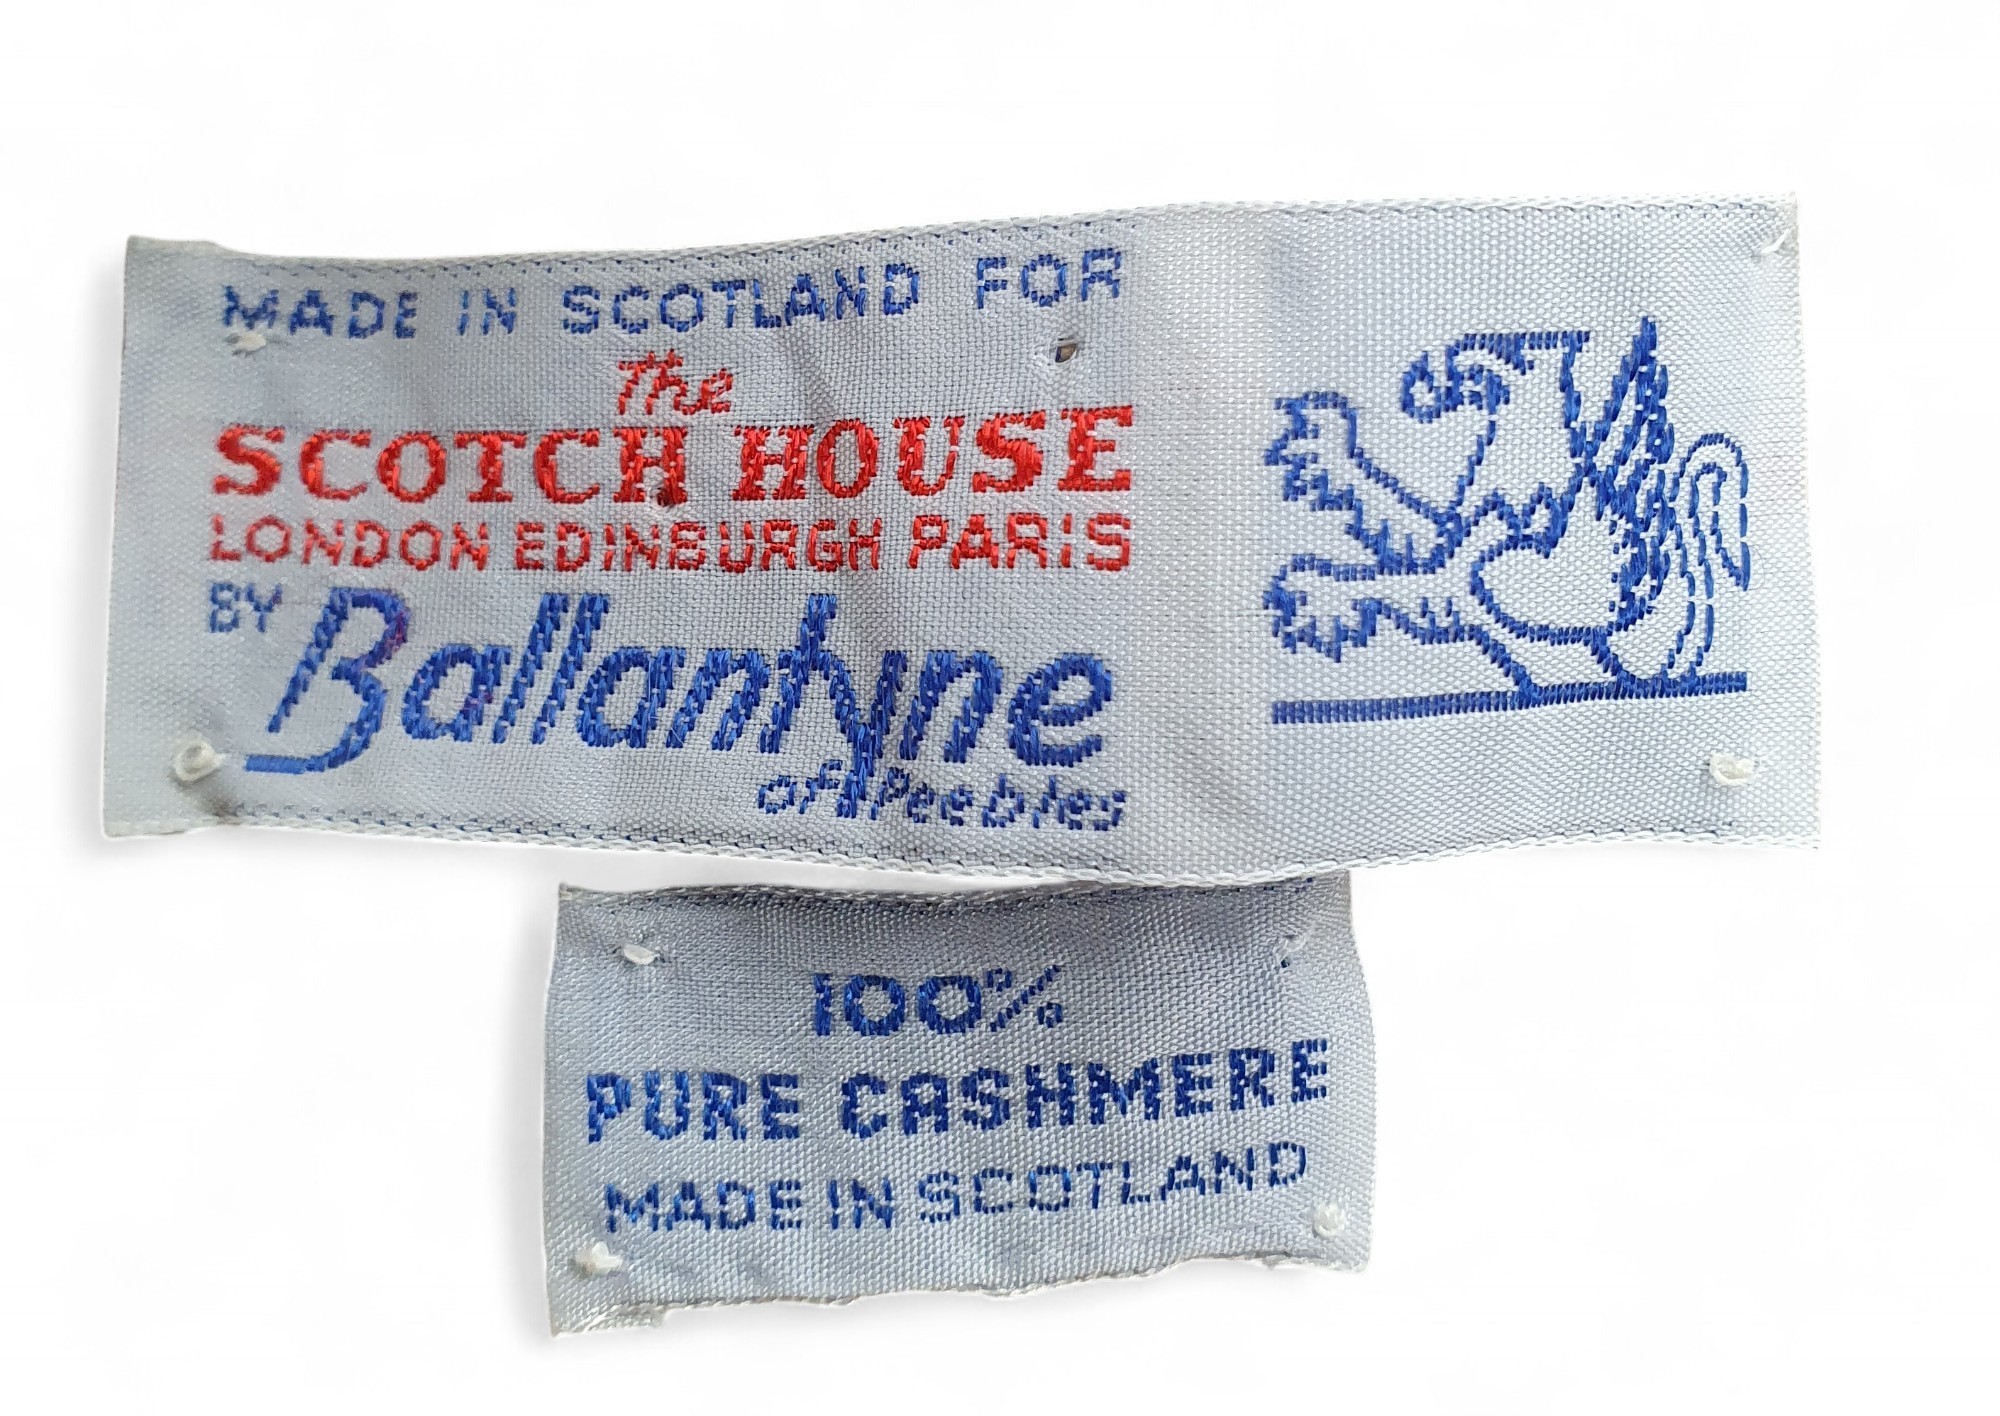 MADE IN SCOTLAND FOR
The
SCOTCH HOUSE
LONDON EDINBURGH PARIS
BY Ballantyne
of Peebles
100%
PURE CASHMERE
MADE IN SCOTLAND